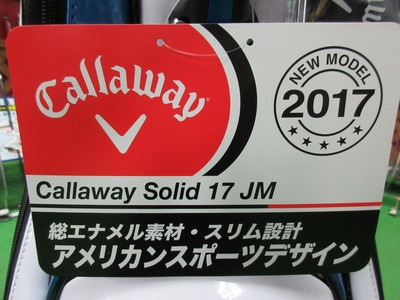 Callaway
NEW MODEL
2017
Callaway Solid 17 JM
総エナメル素材・スリム設計
アメリカンスポーツデザイン